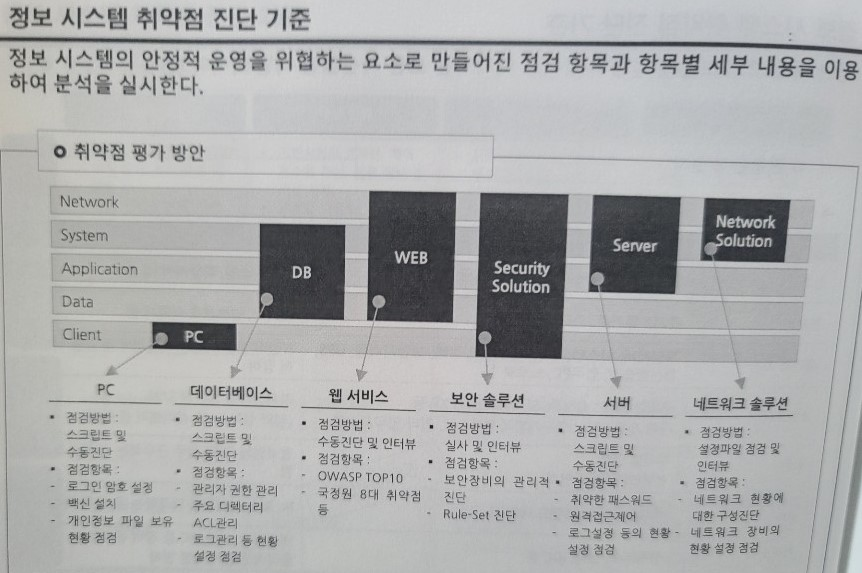 정보 시스템 취약점 진단 기준
정보 시스템의 안정적 운영을 위협하는 요소로 만들어진 점검 항목과 항목별 세부 내용을 이용
하여 분석을 실시한다.
취약점 평가 방안
Network
System
Application
Data
Client
PC
DB
WEB
Security
Solution
Server
Network
Solution
PC
▪ 점검방법 :
스크립트 및
수동진단
▪ 점검항목 :
- 로그인 암호 설정
- 백신 설치
- 개인정보 파일 보유
현황 점검
데이터베이스
▪ 점검방법 :
스크립트 및
수동진단
▪ 점검항목 :
- 관리자 권한 관리
- 주요 디렉터리
ACL관리
- 로그관리 등 현황
설정 점검
웹 서비스
▪ 점검방법 :
수동진단 및 인터뷰
▪ 점검항목 :
- OWASP TOP10
- 국정원 8대 취약점
등
보안 솔루션
▪ 점검방법 :
실사 및 인터뷰
▪ 점검항목 :
- 보안장비의 관리적
진단
- Rule-Set 진단
서버
▪ 점검방법 :
스크립트 및
수동진단
▪ 점검항목 :
- 취약한 패스워드
- 원격접근제어
- 로그설정 등의 현황
설정 점검
네트워크 솔루션
▪ 점검방법 :
설정파일 점검 및
인터뷰
▪ 점검항목 :
- 네트워크 현황에
대한 구성진단
- 네트워크 장비의
현황 설정 점검